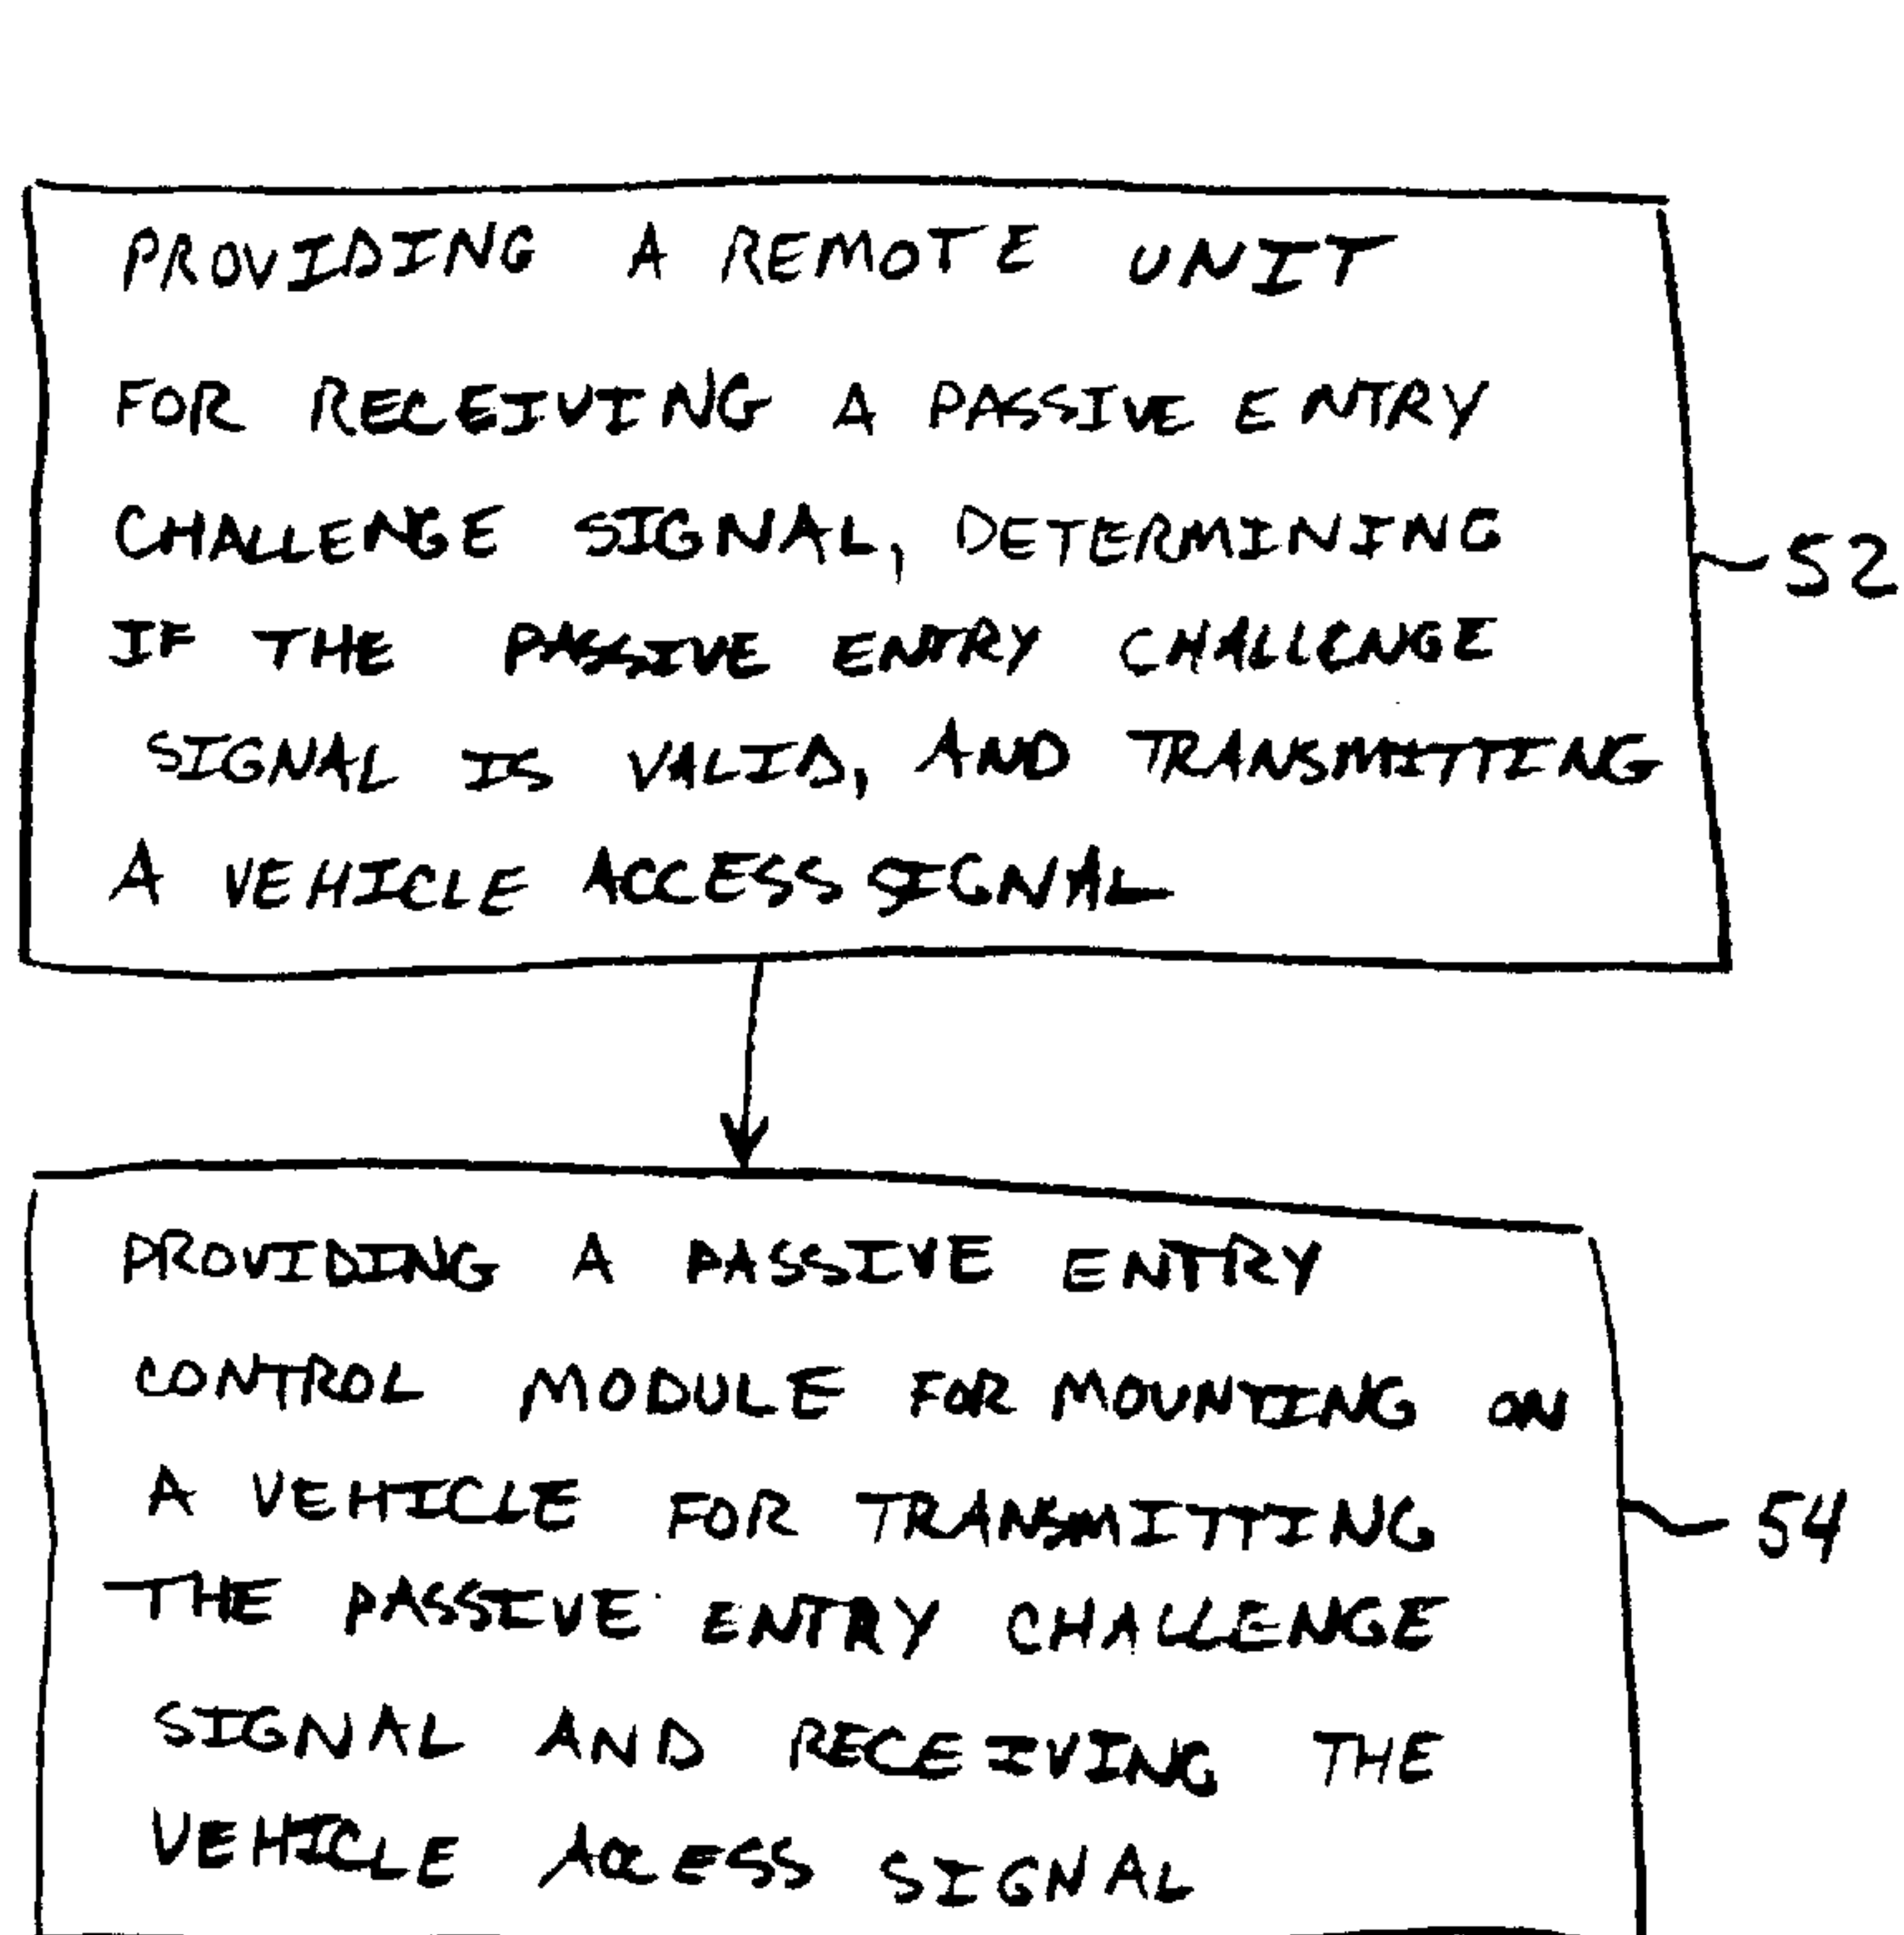 PROVIDING A REMOTE UNIT
FOR RECEIVING A PASSIVE ENTRY
CHALLENGE SIGNAL, DETERMINING
IF THE PASSIVE ENTRY CHALLENGE
SIGNAL IS VALID, AND TRANSMITTING
A VEHICLE ACCESS SIGNAL
52
PROVIDING A PASSIVE ENTRY
CONTROL MODULE FOR MOUNTING ON
A VEHICLE FOR TRANSMITTING
THE PASSIVE ENTRY CHALLENGE
SIGNAL AND RECEIVING THE
VEHICLE ACCESS SIGNAL
54